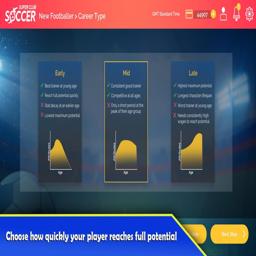 SUPER CLUB
SOCCER
New Footballer > Career Type
GMT Standard Time
44907
Early
Best trainer at young age
Reach full potential quickly
Stat decay at an earlier age
Lowest maximum potential
Age
Mid
Consistent good trainer
Competitive at all ages
Only a short period at the
peak of their age group
Age
Late
Highest maximum potential
Longest character lifespan
Worst trainer at young age
Needs consistently high
wages to reach potential
Age
Next Step
Choose how quickly your player reaches full potential